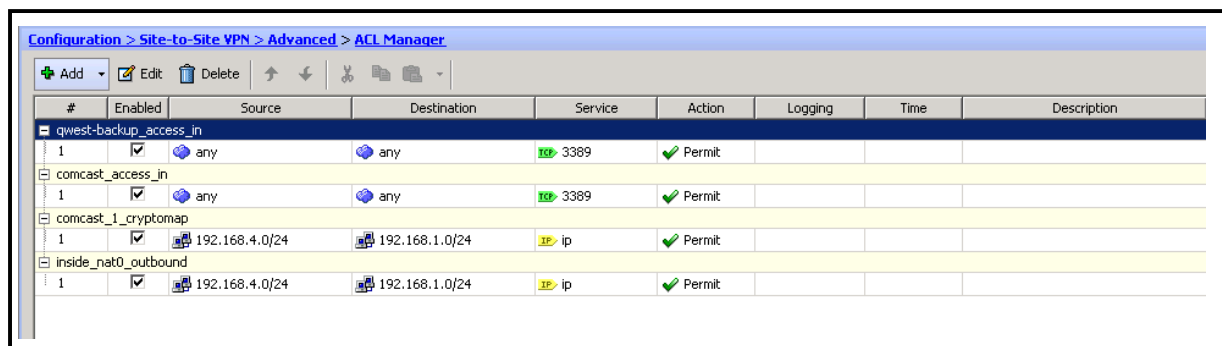 Configuration > Site-to-Site VPN > Advanced > ACL Manager
Add Edit Delete
# Enabled Source Destination Service Action Logging Time Description
qwest-backup_access_in
1 any any TCP 3389 Permit
comcast_access_in
1 any any TCP 3389 Permit
comcast_1_cryptomap
1 192.168.4.0/24 192.168.1.0/24 IP ip Permit
inside_nat0_outbound
1 192.168.4.0/24 192.168.1.0/24 IP ip Permit